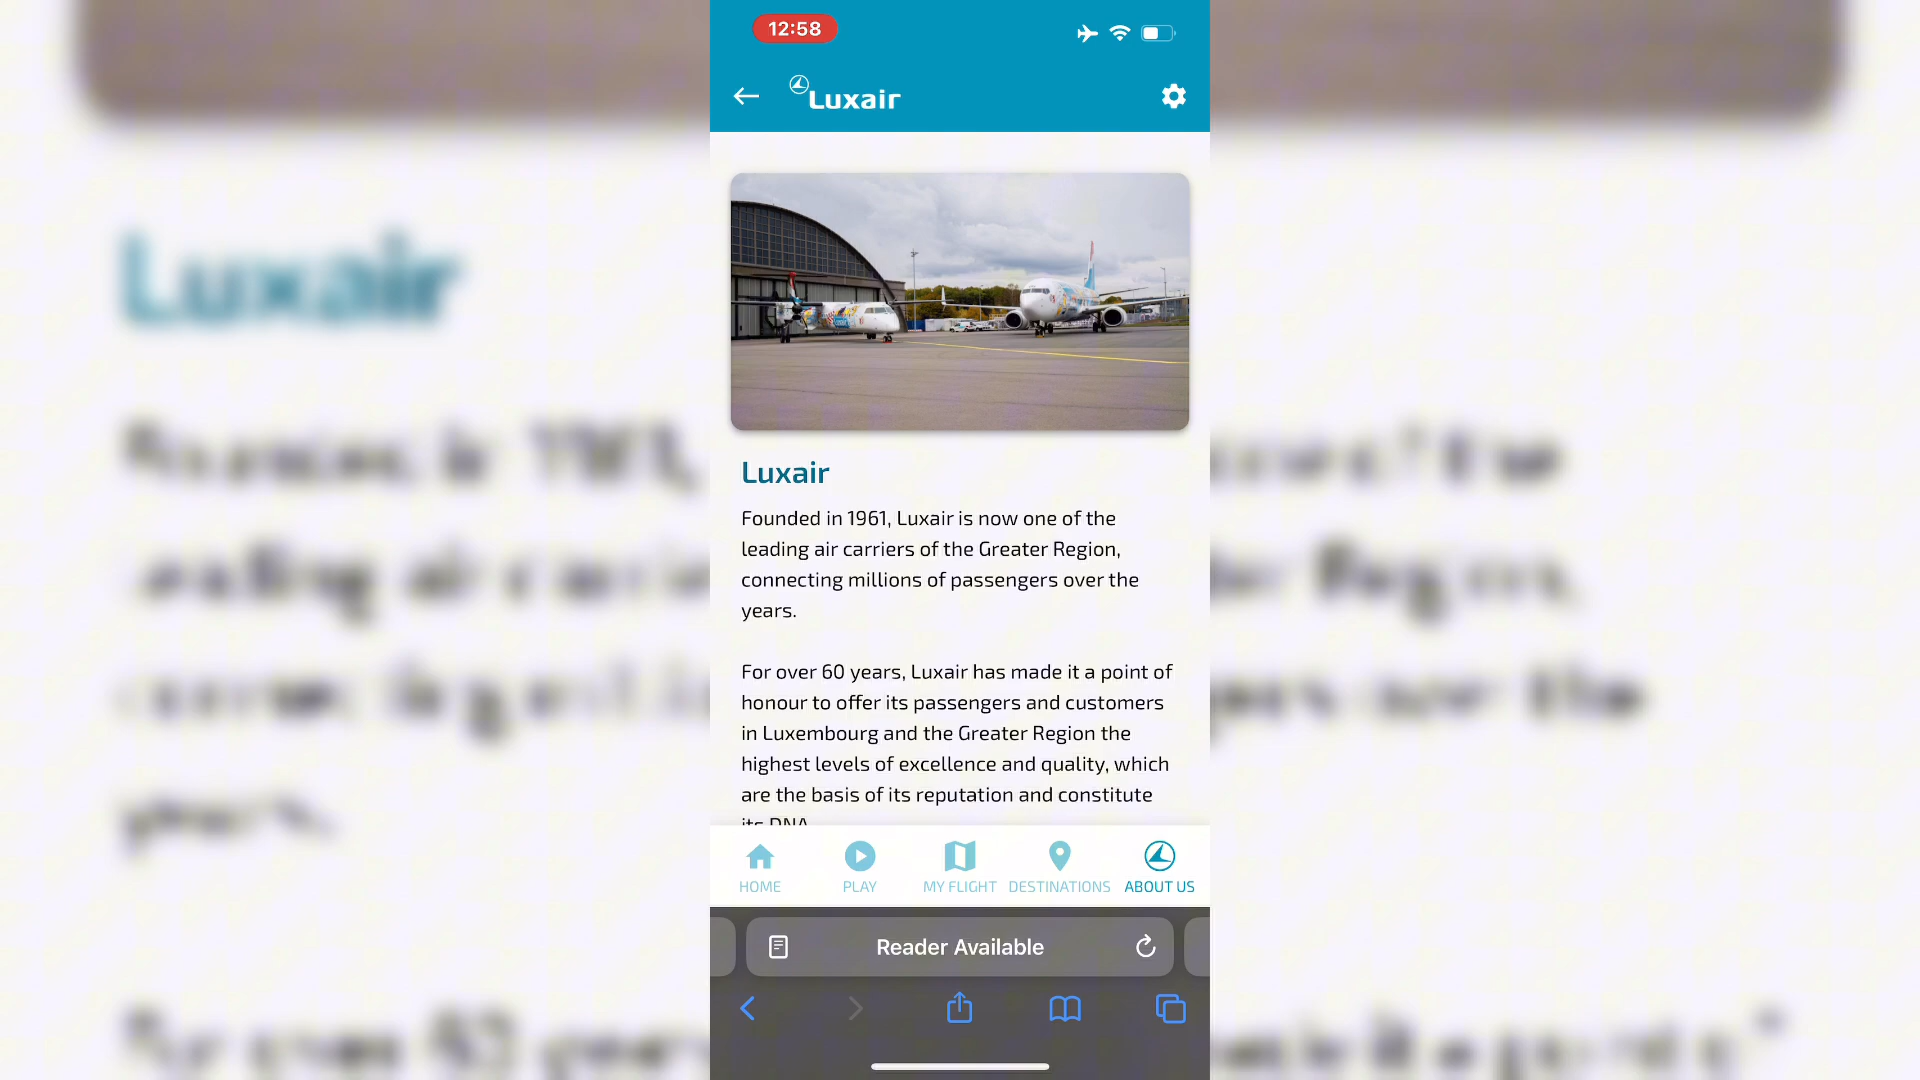 12:58
Luxair
Luxair
Founded in 1961, Luxair is now one of the
leading air carriers of the Greater Region,
connecting millions of passengers over the
years.
For over 60 years, Luxair has made it a point of
honour to offer its passengers and customers
in Luxembourg and the Greater Region the
highest levels of excellence and quality, which
are the basis of its reputation and constitute
its DNA
HOME
PLAY
MY FLIGHT
DESTINATIONS
ABOUT US
Reader Available
Luxair